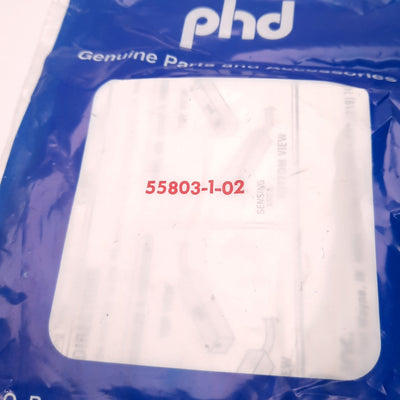 phd
Genuine Parts and Accessories
55803-1-02
SENSING
BOTTOM VIEW